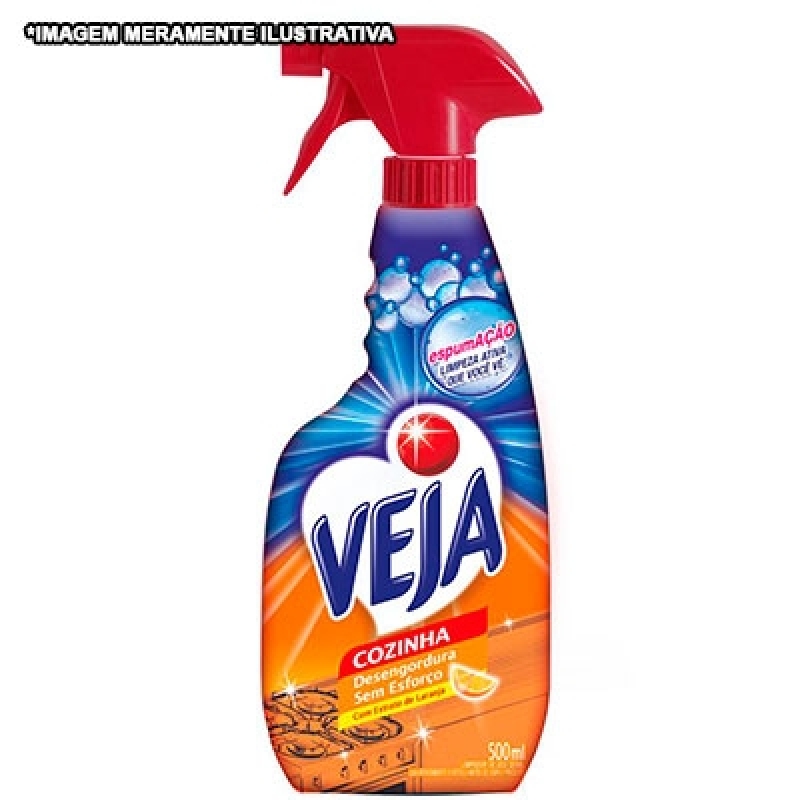 *IMAGEM MERAMENTE ILUSTRATIVA
espumAÇÃO
LIMPEZA ATIVA
QUE VOCÊ VÊ
VEJA
COZINHA
Desengordura
Sem Esforço
Com Extrato de Laranja
500ml